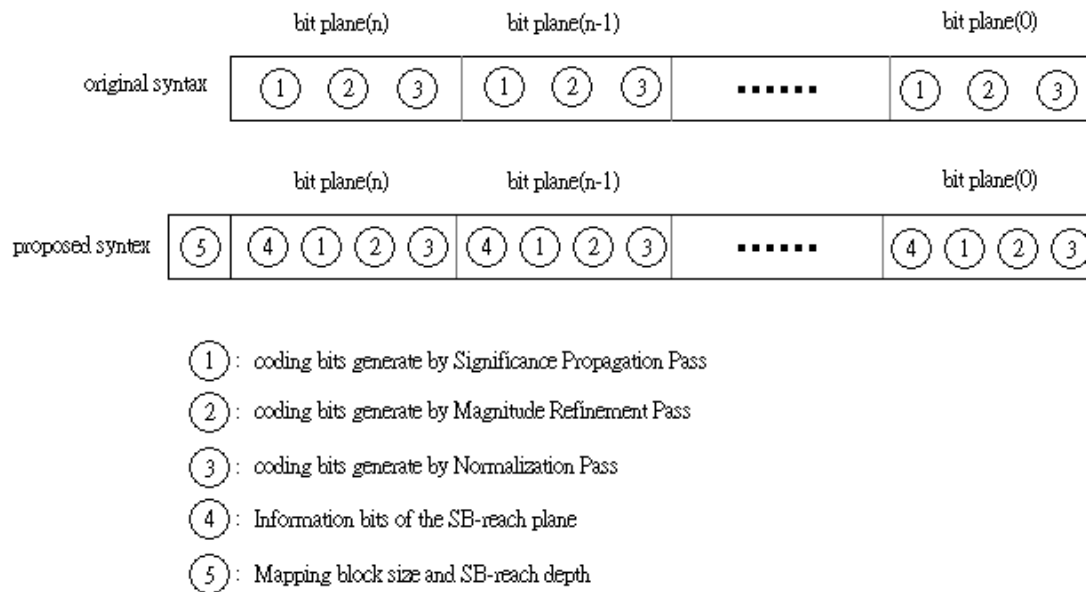 bit plane(n) bit plane(n-1) bit plane(0)
original syntax 1 2 3 1 2 3 ...... 1 2 3
bit plane(n) bit plane(n-1) bit plane(0)
proposed syntex 5 4 1 2 3 4 1 2 3 ...... 4 1 2 3
1 : coding bits generate by Significance Propagation Pass
2 : coding bits generate by Magnitude Refinement Pass
3 : coding bits generate by Normalization Pass
4 : Information bits of the SB-reach plane
5 : Mapping block size and SB-reach depth